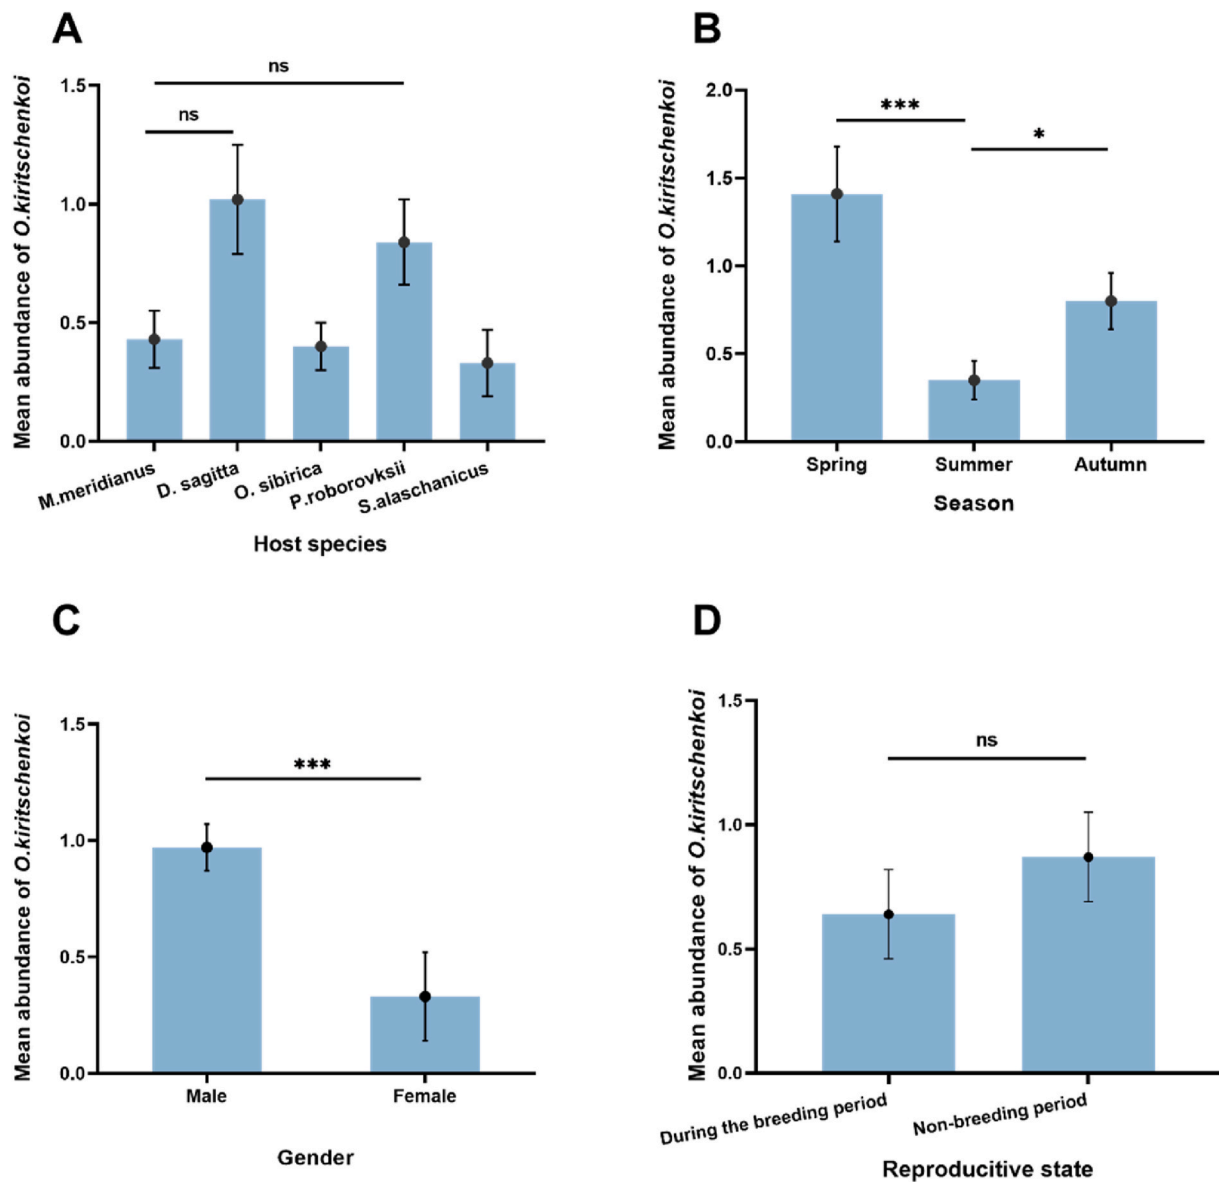 A
Mean abundance of O.kiritschenkoi
1.5
1.0
0.5
0.0
ns
ns
M.meridianus
D. sagitta
O. sibirica
P.roborovksii
S.alaschanicus
Host species
B
Mean abundance of O.kiritschenkoi
2.0
1.5
1.0
0.5
0.0
***
*
Spring
Summer
Autumn
Season
C
Mean abundance of O.kiritschenkoi
1.5
1.0
0.5
0.0
***
Male
Female
Gender
D
Mean abundance of O.kiritschenkoi
1.5
1.0
0.5
0.0
ns
During the breeding period
Non-breeding period
Reproducitive state